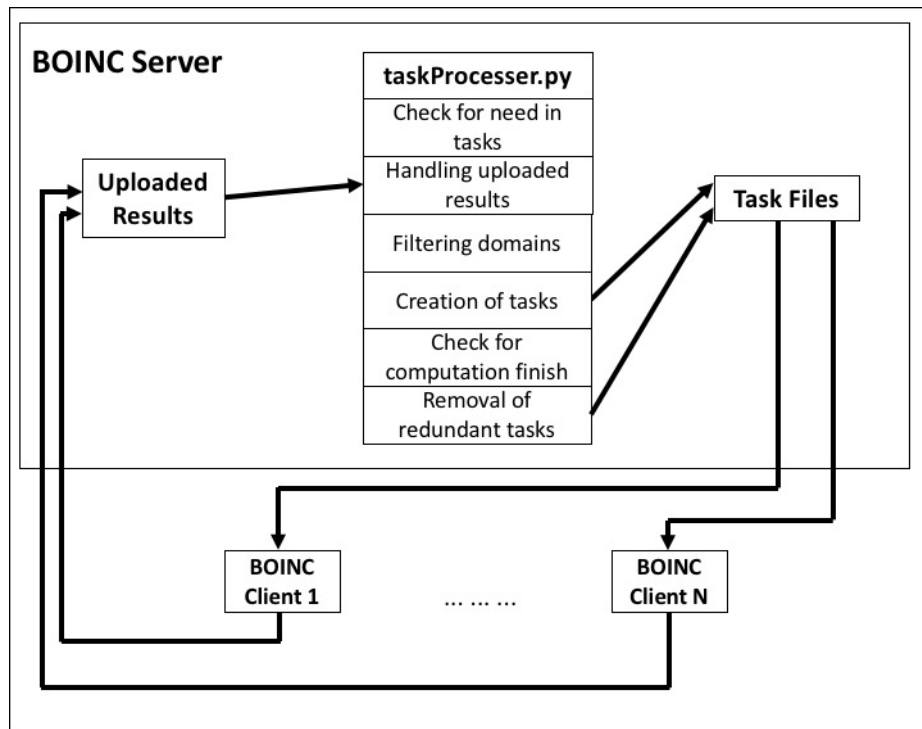 BOINC Server
taskProcesser.py
Check for need in
tasks
Handling uploaded
results
Filtering domains
Creation of tasks
Check for
computation finish
Removal of
redundant tasks
Uploaded
Results
Task Files
BOINC
Client 1
... ... ...
BOINC
Client N